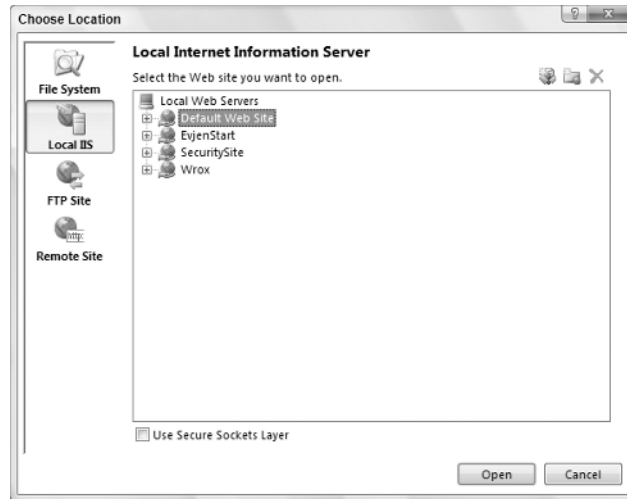 Choose Location
File System
Local IIS
FTP Site
http:
Remote Site
Local Internet Information Server
Select the Web site you want to open.
Local Web Servers
Default Web Site
EvjenStart
SecuritySite
Wrox
Use Secure Sockets Layer
Open
Cancel